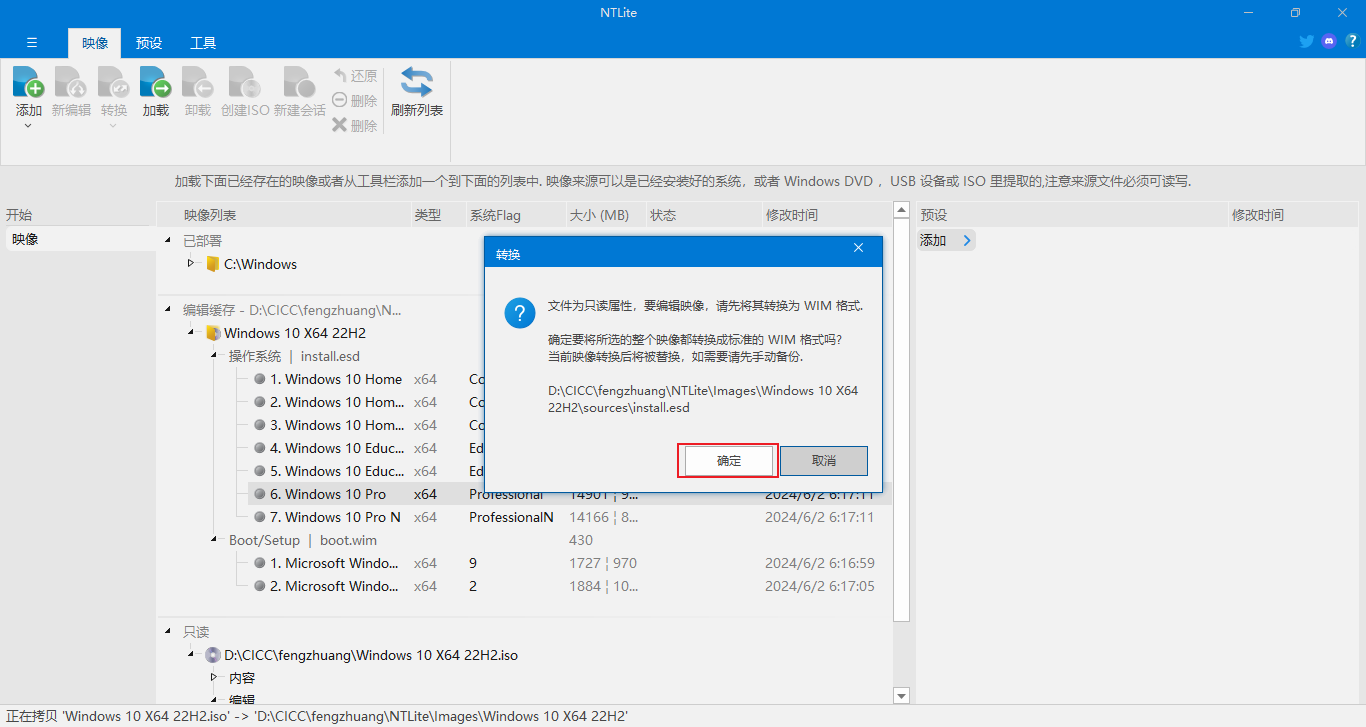 NTLite
映像 预设 工具
添加 新编辑 转换 加载 卸载 创建ISO 新建会话 还原 删除 删除 刷新列表
加载下面已经存在的映像或者从工具栏添加一个到下面的列表中. 映像来源可以是已经安装好的系统，或者 Windows DVD ，USB 设备或 ISO 里提取的,注意来源文件必须可读写.
开始
映像
映像列表 类型 系统Flag 大小 (MB) 状态 修改时间
已部署
C:\Windows
编辑缓存 - D:\CICC\fengzhuang\N...
Windows 10 X64 22H2
操作系统 | install.esd
1. Windows 10 Home x64 Co
2. Windows 10 Hom... x64 Co
3. Windows 10 Hom... x64 Co
4. Windows 10 Educ... x64 Ed
5. Windows 10 Educ... x64 Ed
6. Windows 10 Pro x64 Professional 14901 ¦ 9... 2024/6/2 6:17:11
7. Windows 10 Pro N x64 ProfessionalN 14166 ¦ 8... 2024/6/2 6:17:11
Boot/Setup | boot.wim 430
1. Microsoft Windo... x64 9 1727 ¦ 970 2024/6/2 6:16:59
2. Microsoft Windo... x64 2 1884 ¦ 10... 2024/6/2 6:17:05
只读
D:\CICC\fengzhuang\Windows 10 X64 22H2.iso
内容
编辑
转换
?
文件为只读属性，要编辑映像，请先将其转换为 WIM 格式.
确定要将所选的整个映像都转换成标准的 WIM 格式吗?
当前映像转换后将被替换，如需要请先手动备份.
D:\CICC\fengzhuang\NTLite\Images\Windows 10 X64
22H2\sources\install.esd
确定 取消
预设 修改时间
添加
正在拷贝 'Windows 10 X64 22H2.iso' -> 'D:\CICC\fengzhuang\NTLite\Images\Windows 10 X64 22H2'